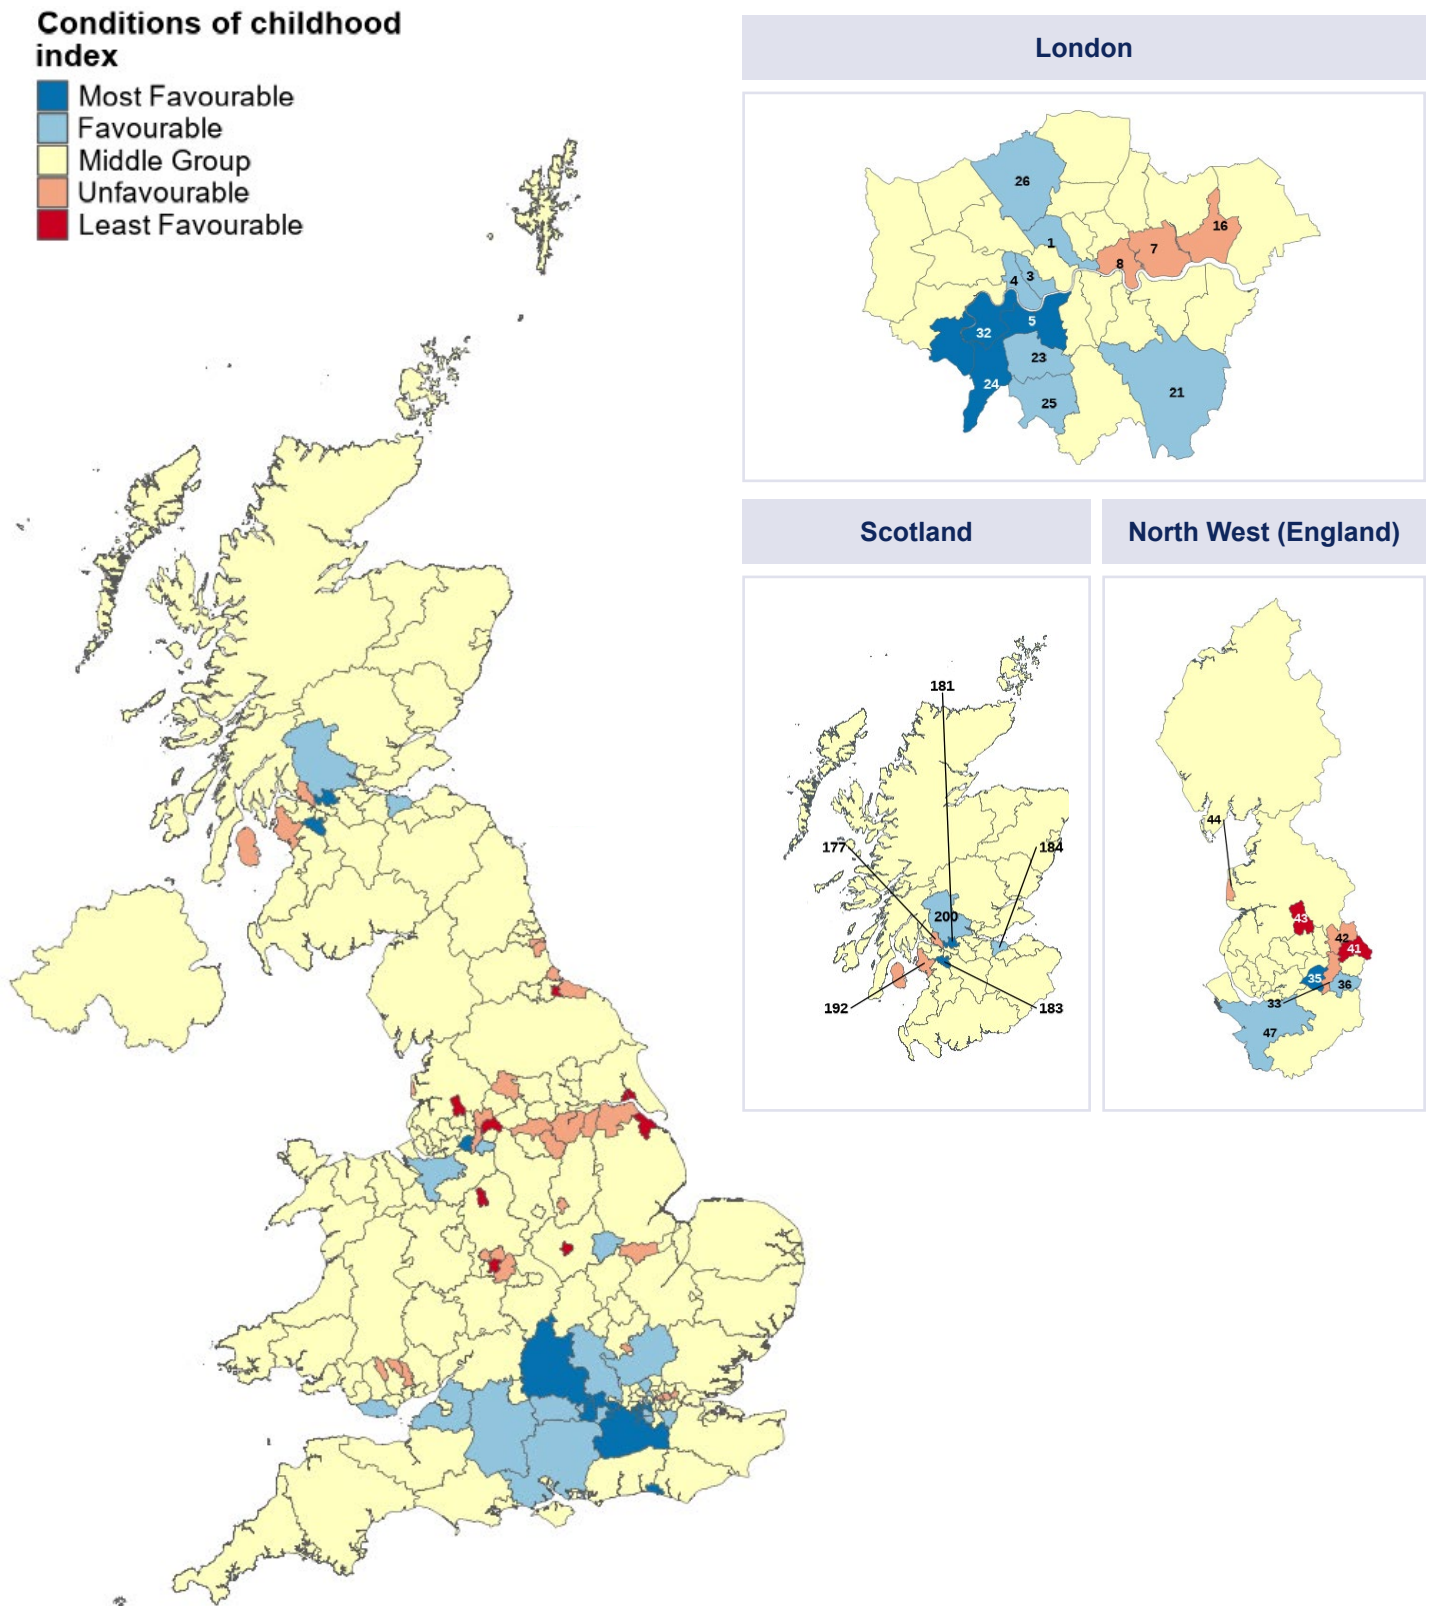 Conditions of childhood
index
Most Favourable
Favourable
Middle Group
Unfavourable
Least Favourable
London
26
16
1
7
8
3
4
5
32
23
24
21
25
Scotland
North West (England)
181
44
177
184
200
43
42
41
35
36
33
192
183
47